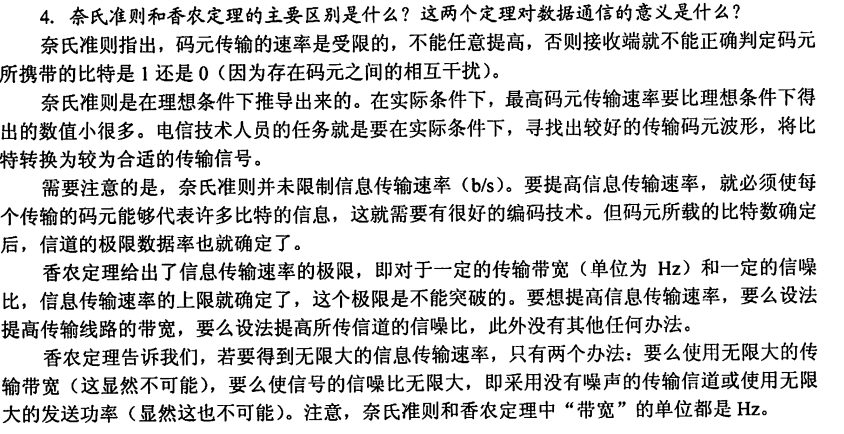 4. 奈氏准则和香农定理的主要区别是什么？这两个定理对数据通信的意义是什么？
奈氏准则指出，码元传输的速率是受限的，不能任意提高，否则接收端就不能正确判定码元
所携带的比特是 1 还是 0（因为存在码元之间的相互干扰）。
奈氏准则是在理想条件下推导出来的。在实际条件下，最高码元传输速率要比理想条件下得
出的数值小很多。电信技术人员的任务就是要在实际条件下，寻找出较好的传输码元波形，将比
特转换为较为合适的传输信号。
需要注意的是，奈氏准则并未限制信息传输速率（b/s）。要提高信息传输速率，就必须使每
个传输的码元能够代表许多比特的信息，这就需要有很好的编码技术。但码元所载的比特数确定
后，信道的极限数据率也就确定了。
香农定理给出了信息传输速率的极限，即对于一定的传输带宽（单位为 Hz）和一定的信噪
比，信息传输速率的上限就确定了，这个极限是不能突破的。要想提高信息传输速率，要么设法
提高传输线路的带宽，要么设法提高所传信道的信噪比，此外没有其他任何办法。
香农定理告诉我们，若要得到无限大的信息传输速率，只有两个办法：要么使用无限大的传
输带宽（这显然不可能），要么使信号的信噪比无限大，即采用没有噪声的传输信道或使用无限
大的发送功率（显然这也不可能）。注意，奈氏准则和香农定理中“带宽”的单位都是 Hz。